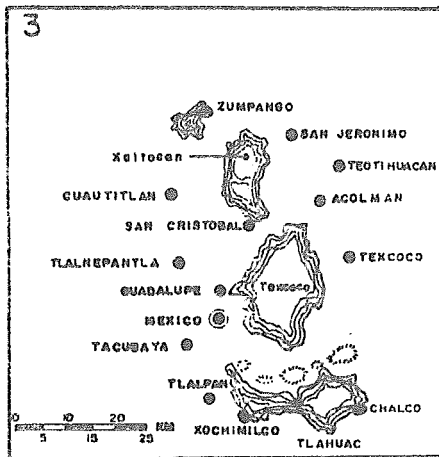 3
ZUMPANGO
SAN JERONIMO
Xaltocan
TEOTIHUACAN
CUAUTITLAN
ACOLMAN
SAN CRISTOBAL
TLALNEPANTLA
TEXCOCO
GUADALUPE
Texcoco
MEXICO
TACUBAYA
TLALPAN
CHALCO
XOCHIMILCO
TLAHUAC
0 5 10 15 20 25 KM